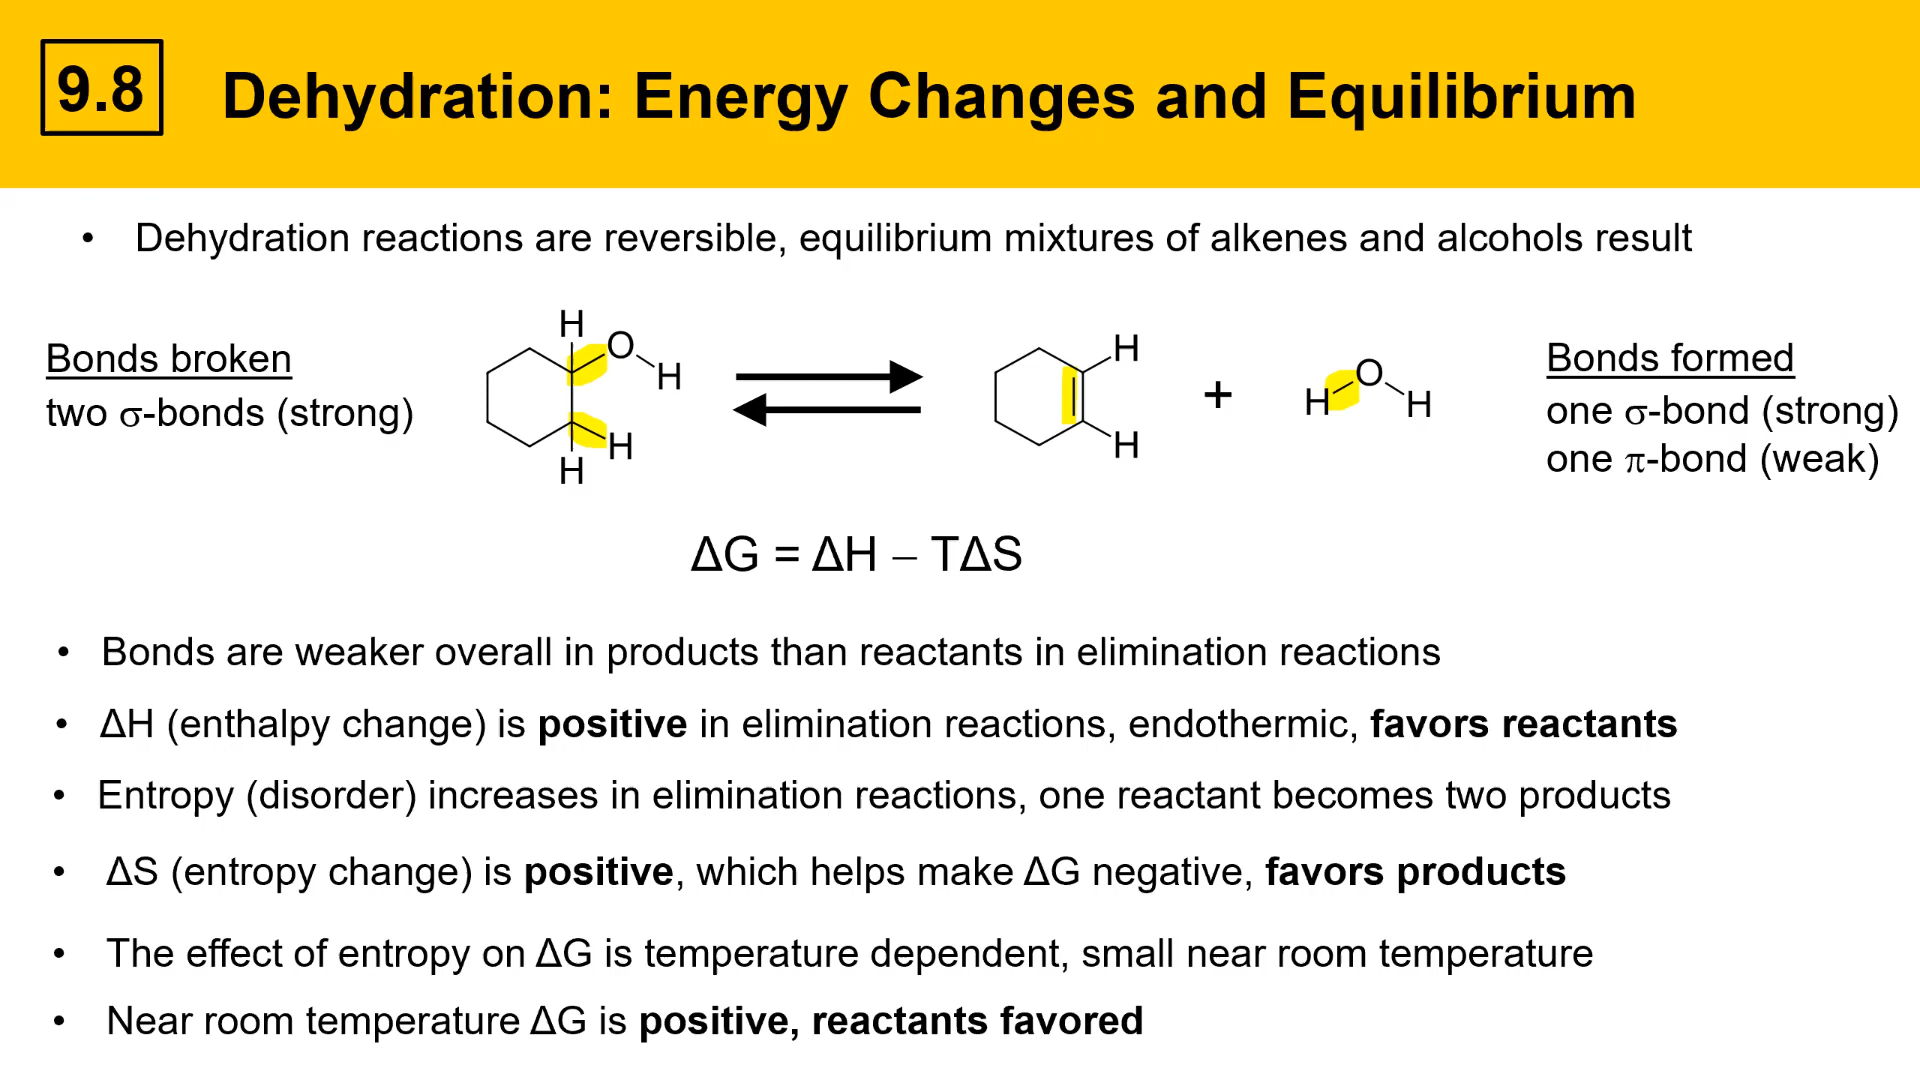 9.8
Dehydration: Energy Changes and Equilibrium
• Dehydration reactions are reversible, equilibrium mixtures of alkenes and alcohols result
Bonds broken
two σ-bonds (strong)
H
O
H
H
H
H
H
+
H
O
H
Bonds formed
one σ-bond (strong)
one π-bond (weak)
ΔG = ΔH – TΔS
• Bonds are weaker overall in products than reactants in elimination reactions
• ΔH (enthalpy change) is positive in elimination reactions, endothermic, favors reactants
• Entropy (disorder) increases in elimination reactions, one reactant becomes two products
• ΔS (entropy change) is positive, which helps make ΔG negative, favors products
• The effect of entropy on ΔG is temperature dependent, small near room temperature
• Near room temperature ΔG is positive, reactants favored